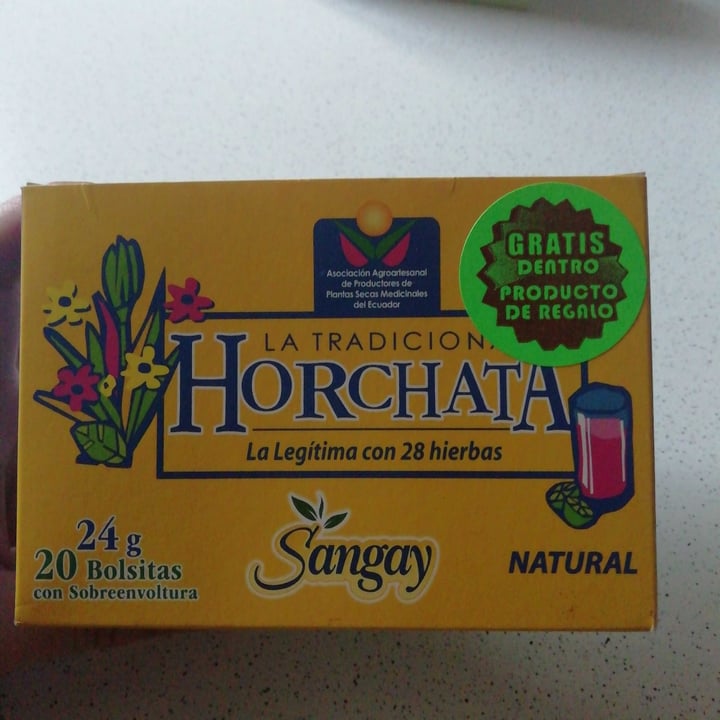 Asociación Agroartesanal
de Productores de
Plantas Secas Medicinales
del Ecuador
GRATIS
DENTRO
PRODUCTO
DE REGALO
LA TRADICION
HORCHATA
La Legítima con 28 hierbas
24 g
20 Bolsitas
con Sobreenvoltura
Sangay
NATURAL